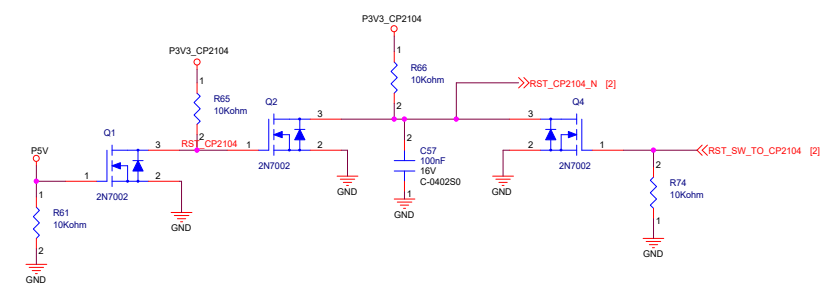 P3V3_CP2104
P3V3_CP2104
1
R66
10Kohm
2
RST_CP2104_N [2]
1
R65
10Kohm
2
RST_CP2104
Q2
3
1
2
2N7002
GND
Q4
3
2
1
2N7002
GND
RST_SW_TO_CP2104 [2]
P5V
Q1
3
1
2
2N7002
GND
2
C57
100nF
16V
C-0402S0
1
GND
2
R74
10Kohm
1
GND
1
R61
10Kohm
2
GND